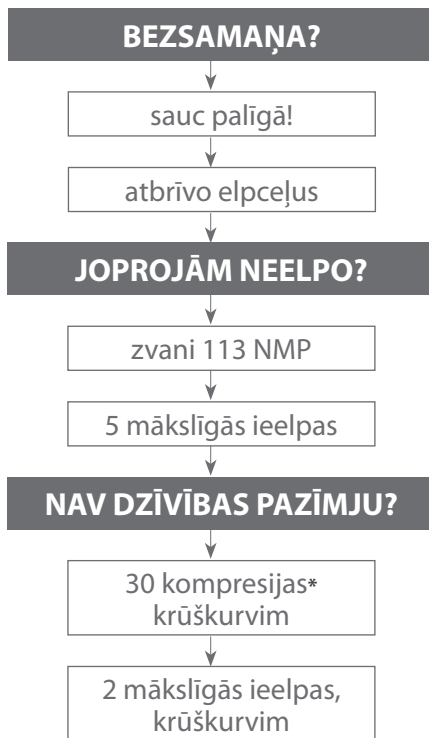 BEZSAMAŅA?
sauc palīgā!
atbrīvo elpceļus
JOPROJĀM NEELPO?
zvani 113 NMP
5 mākslīgās ieelpas
NAV DZĪVĪBAS PAZĪMJU?
30 kompresijas*
krūškurvim
2 mākslīgās ieelpas,
krūškurvim